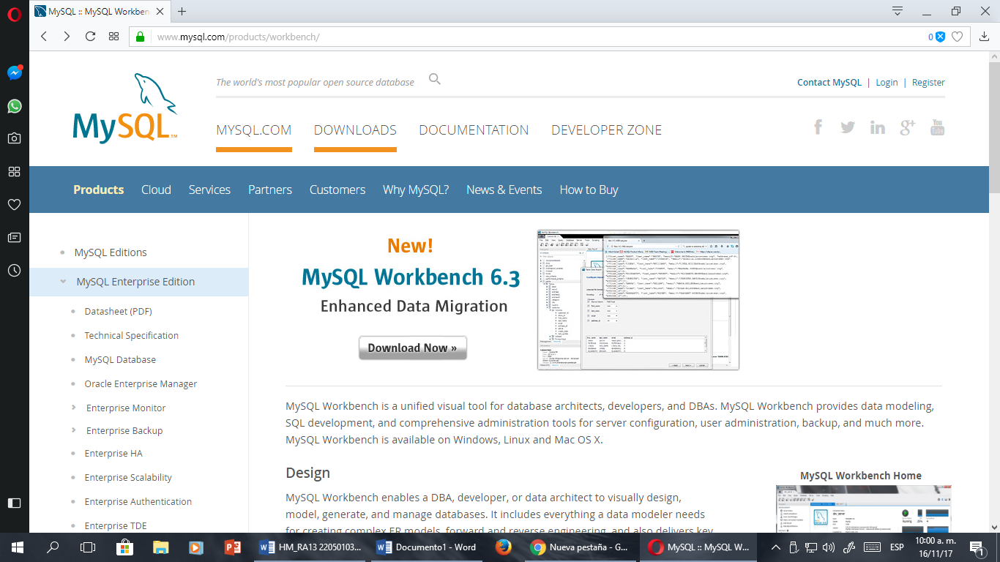 MySQL :: MySQL Workben
www.mysql.com/products/workbench/
0
MySQL™
The world's most popular open source database
Contact MySQL | Login | Register
MYSQL.COM DOWNLOADS DOCUMENTATION DEVELOPER ZONE
Products Cloud Services Partners Customers Why MySQL? News & Events How to Buy
MySQL Editions
MySQL Enterprise Edition
Datasheet (PDF)
Technical Specification
MySQL Database
Oracle Enterprise Manager
Enterprise Monitor
Enterprise Backup
Enterprise HA
Enterprise Scalability
Enterprise Authentication
Enterprise TDE
New!
MySQL Workbench 6.3
Enhanced Data Migration
Download Now »
MySQL Workbench is a unified visual tool for database architects, developers, and DBAs. MySQL Workbench provides data modeling,
SQL development, and comprehensive administration tools for server configuration, user administration, backup, and much more.
MySQL Workbench is available on Windows, Linux and Mac OS X.
Design
MySQL Workbench enables a DBA, developer, or data architect to visually design,
model, generate, and manage databases. It includes everything a data modeler needs
for creating complex ER models, forward and reverse engineering, and also delivers key
MySQL Workbench Home
HM_RA13 22050103...
Documento1 - Word
Nueva pestaña - G...
MySQL :: MySQL W...
ESP
10:00 a. m.
16/11/17
1